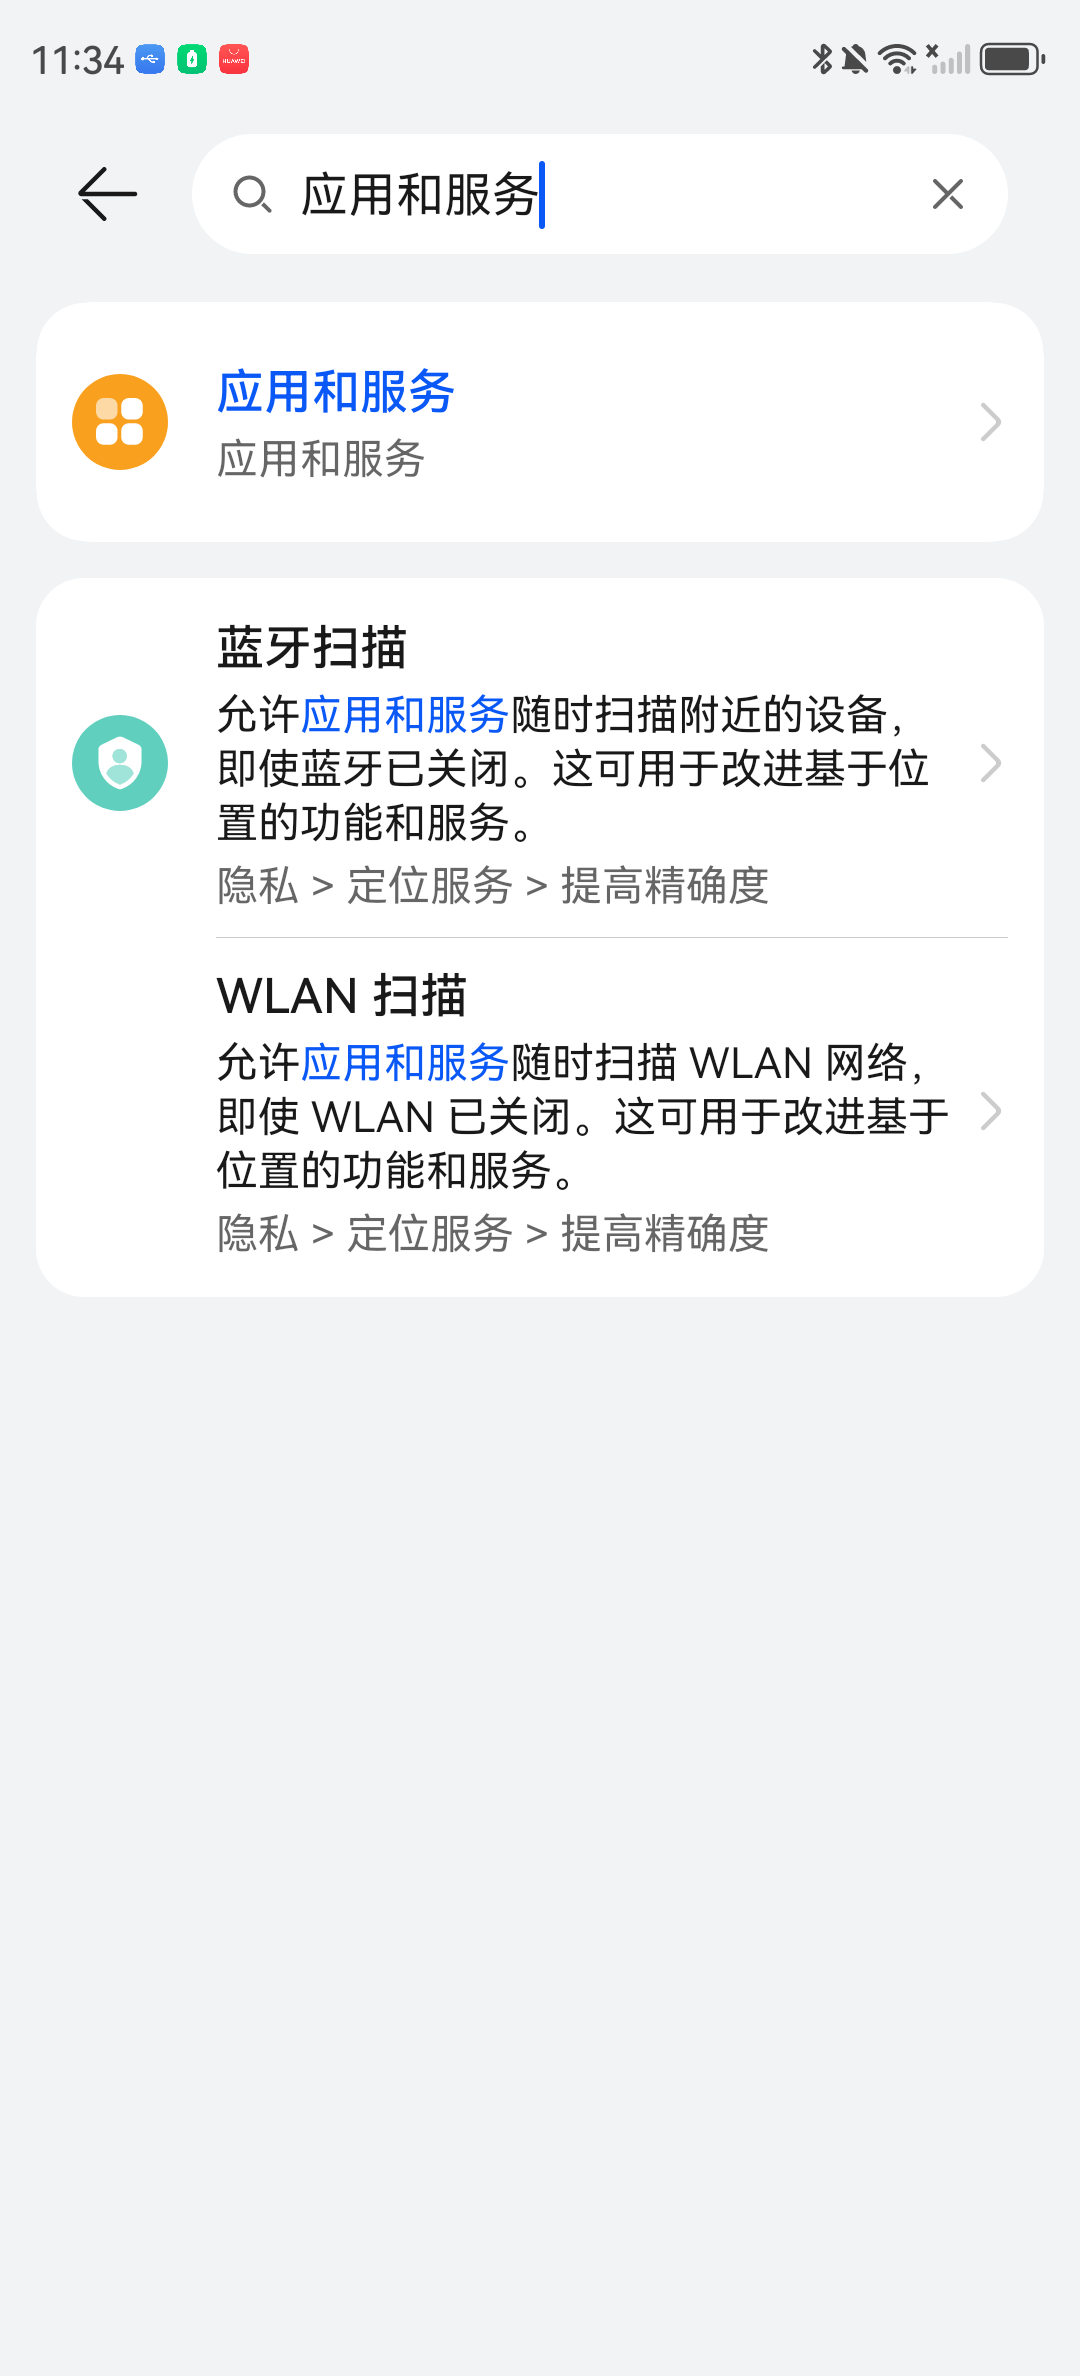 11:34
HUAWEI
应用和服务
应用和服务
应用和服务
蓝牙扫描
允许应用和服务随时扫描附近的设备，
即使蓝牙已关闭。这可用于改进基于位
置的功能和服务。
隐私 > 定位服务 > 提高精确度
WLAN 扫描
允许应用和服务随时扫描 WLAN 网络，
即使 WLAN 已关闭。这可用于改进基于
位置的功能和服务。
隐私 > 定位服务 > 提高精确度